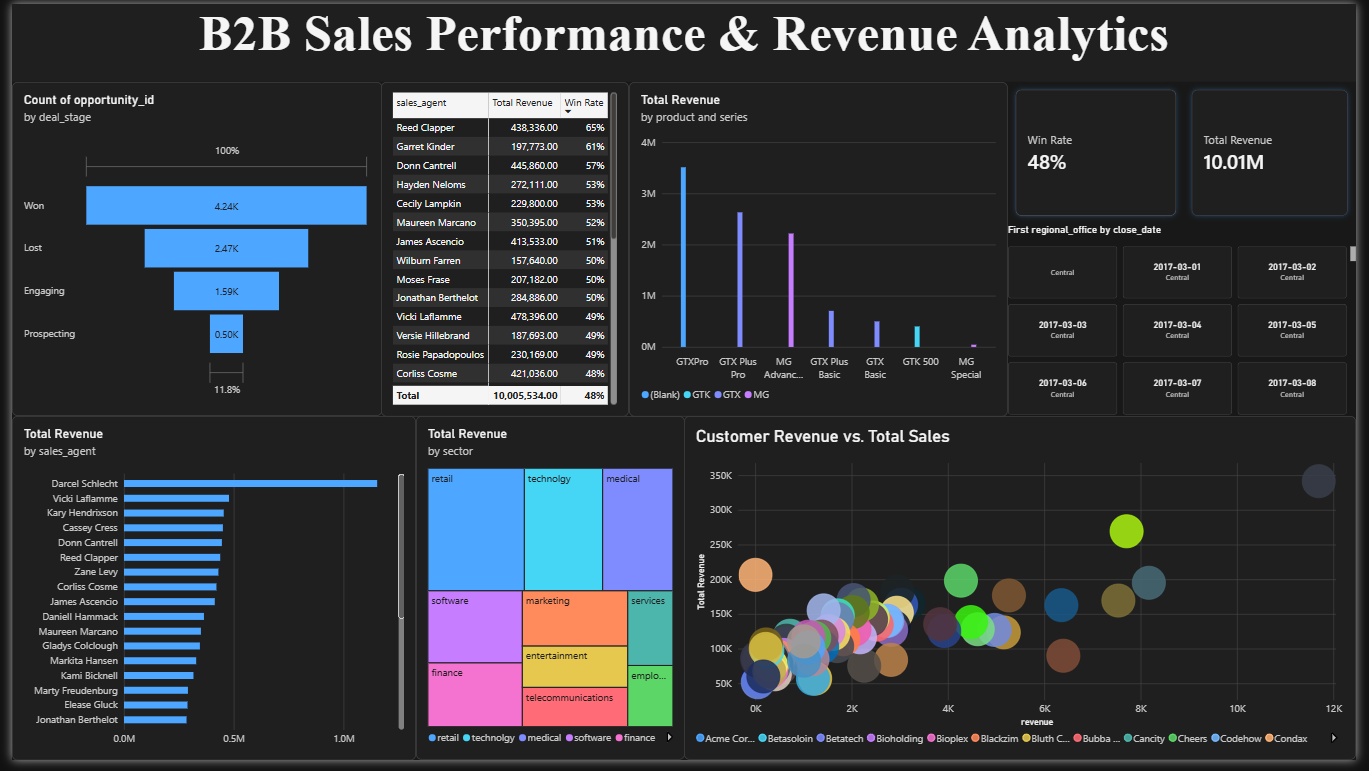 B2B Sales Performance & Revenue Analytics
Count of opportunity_id
by deal_stage
100%
Won 4.24K
Lost 2.47K
Engaging 1.59K
Prospecting 0.50K
11.8%
sales_agent Total Revenue Win Rate
Reed Clapper 438,336.00 65%
Garret Kinder 197,773.00 61%
Donn Cantrell 445,860.00 57%
Hayden Neloms 272,111.00 53%
Cecily Lampkin 229,800.00 53%
Maureen Marcano 350,395.00 52%
James Ascencio 413,533.00 51%
Wilburn Farren 157,640.00 50%
Moses Frase 207,182.00 50%
Jonathan Berthelot 284,886.00 50%
Vicki Laflamme 478,396.00 49%
Versie Hillebrand 187,693.00 49%
Rosie Papadopoulos 230,169.00 49%
Corliss Cosme 421,036.00 48%
Total 10,005,534.00 48%
Total Revenue
by product and series
4M
3M
2M
1M
0M
GTXPro GTX Plus Pro MG Advanc... GTX Plus Basic GTX Basic GTK 500 MG Special
(Blank) GTK GTX MG
Win Rate
48%
Total Revenue
10.01M
First regional_office by close_date
Central
2017-03-01
Central
2017-03-02
Central
2017-03-03
Central
2017-03-04
Central
2017-03-05
Central
2017-03-06
Central
2017-03-07
Central
2017-03-08
Central
Total Revenue
by sales_agent
Darcel Schlecht
Vicki Laflamme
Kary Hendrixson
Cassey Cress
Donn Cantrell
Reed Clapper
Zane Levy
Corliss Cosme
James Ascencio
Daniell Hammack
Maureen Marcano
Gladys Colclough
Markita Hansen
Kami Bicknell
Marty Freudenburg
Elease Gluck
Jonathan Berthelot
0.0M 0.5M 1.0M
Total Revenue
by sector
retail technolgy medical
software marketing services
entertainment
finance emplo...
telecommunications
retail technolgy medical software finance
Customer Revenue vs. Total Sales
Total Revenue
350K
300K
250K
200K
150K
100K
50K
0K 2K 4K 6K 8K 10K 12K
revenue
Acme Cor... Betasoloin Betatech Bioholding Bioplex Blackzim Bluth C... Bubba ... Cancity Cheers Codehow Condax